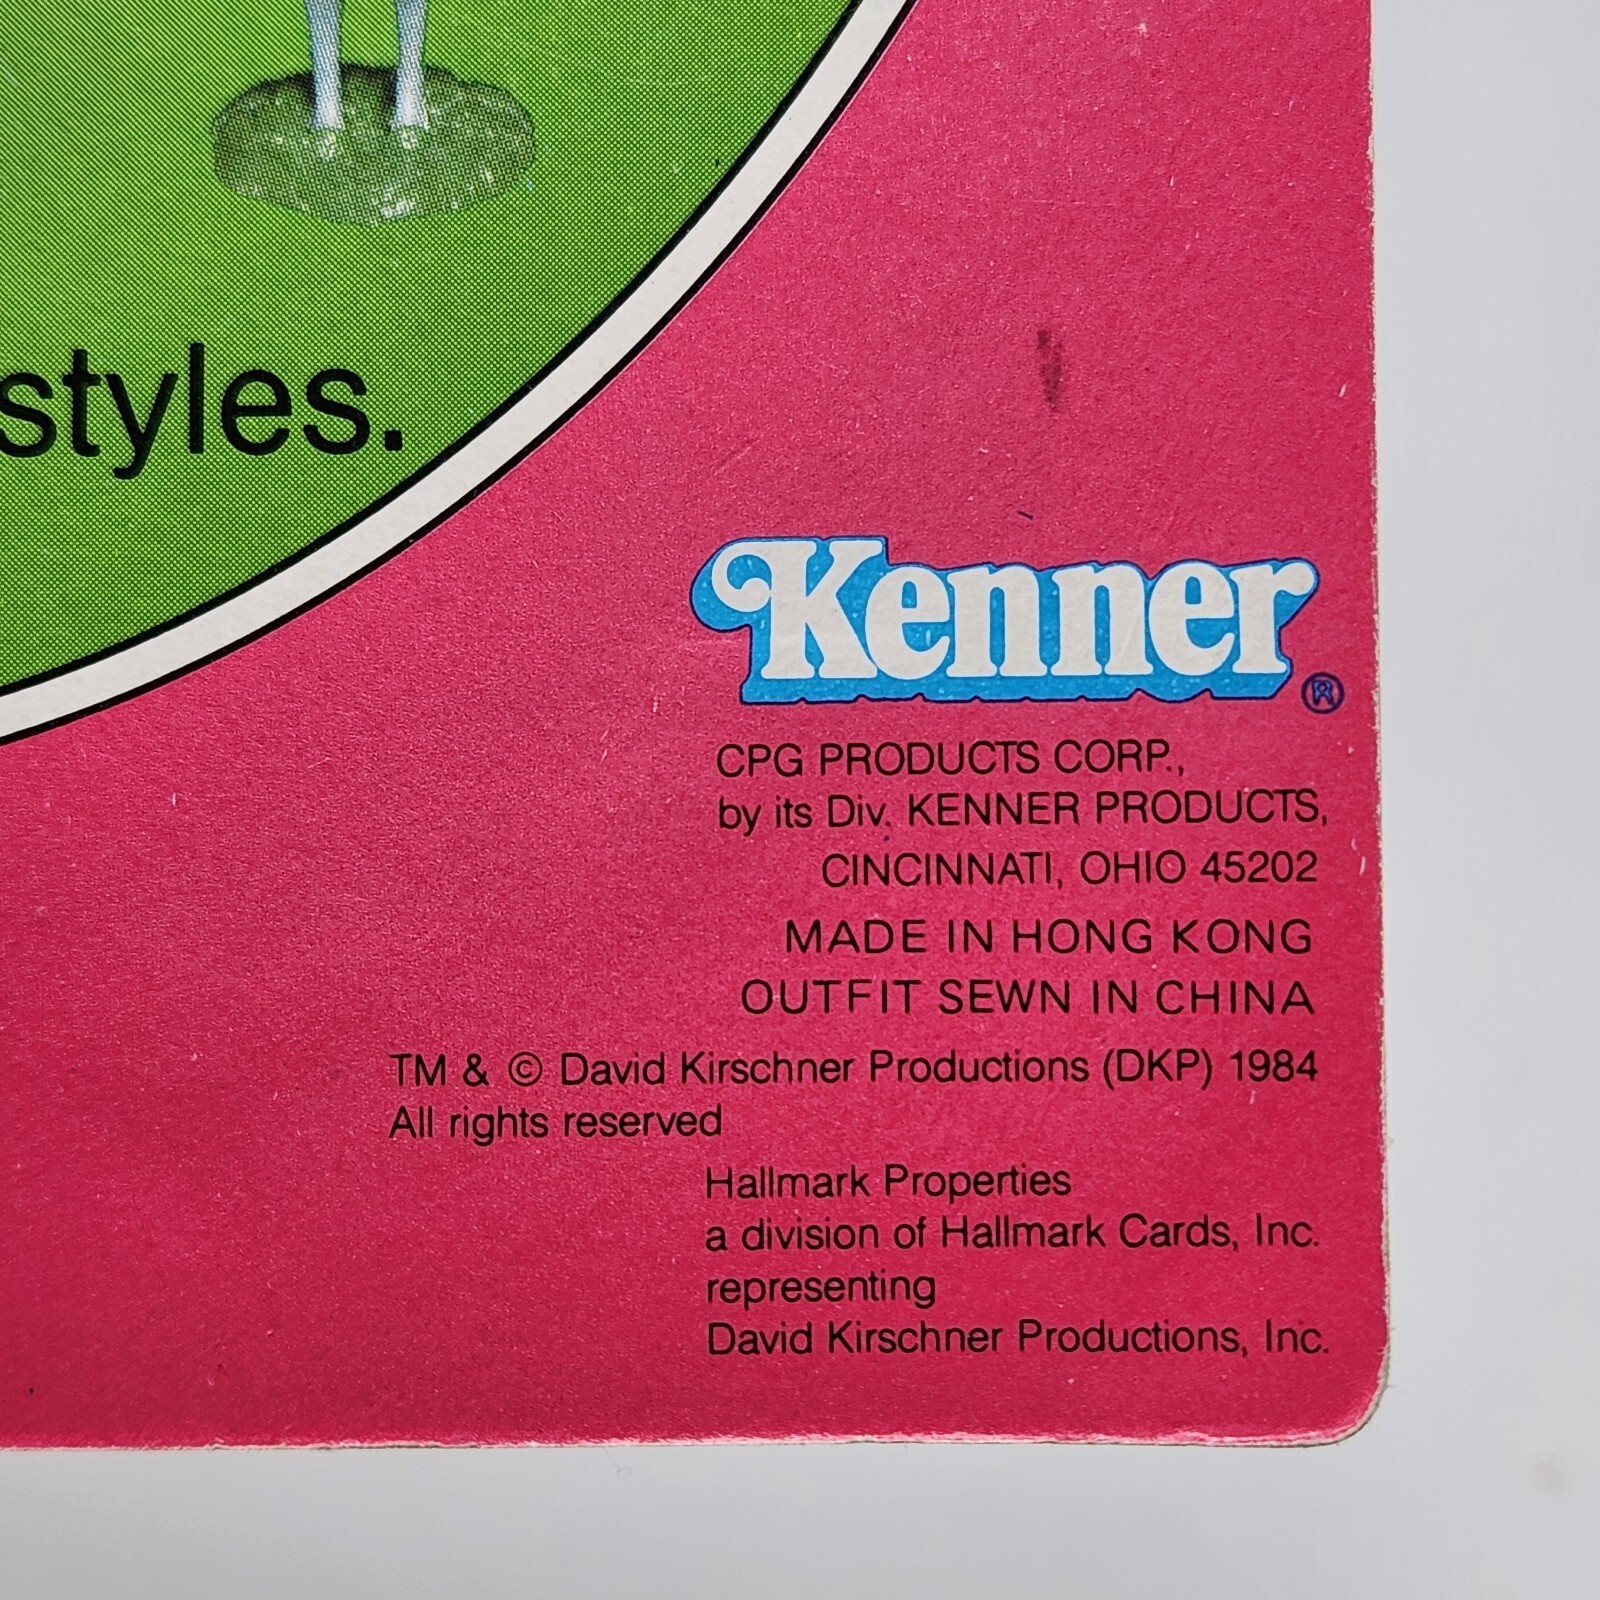 styles.
Kenner®
CPG PRODUCTS CORP.,
by its Div. KENNER PRODUCTS,
CINCINNATI, OHIO 45202
MADE IN HONG KONG
OUTFIT SEWN IN CHINA
TM & © David Kirschner Productions (DKP) 1984
All rights reserved
Hallmark Properties
a division of Hallmark Cards, Inc.
representing
David Kirschner Productions, Inc.